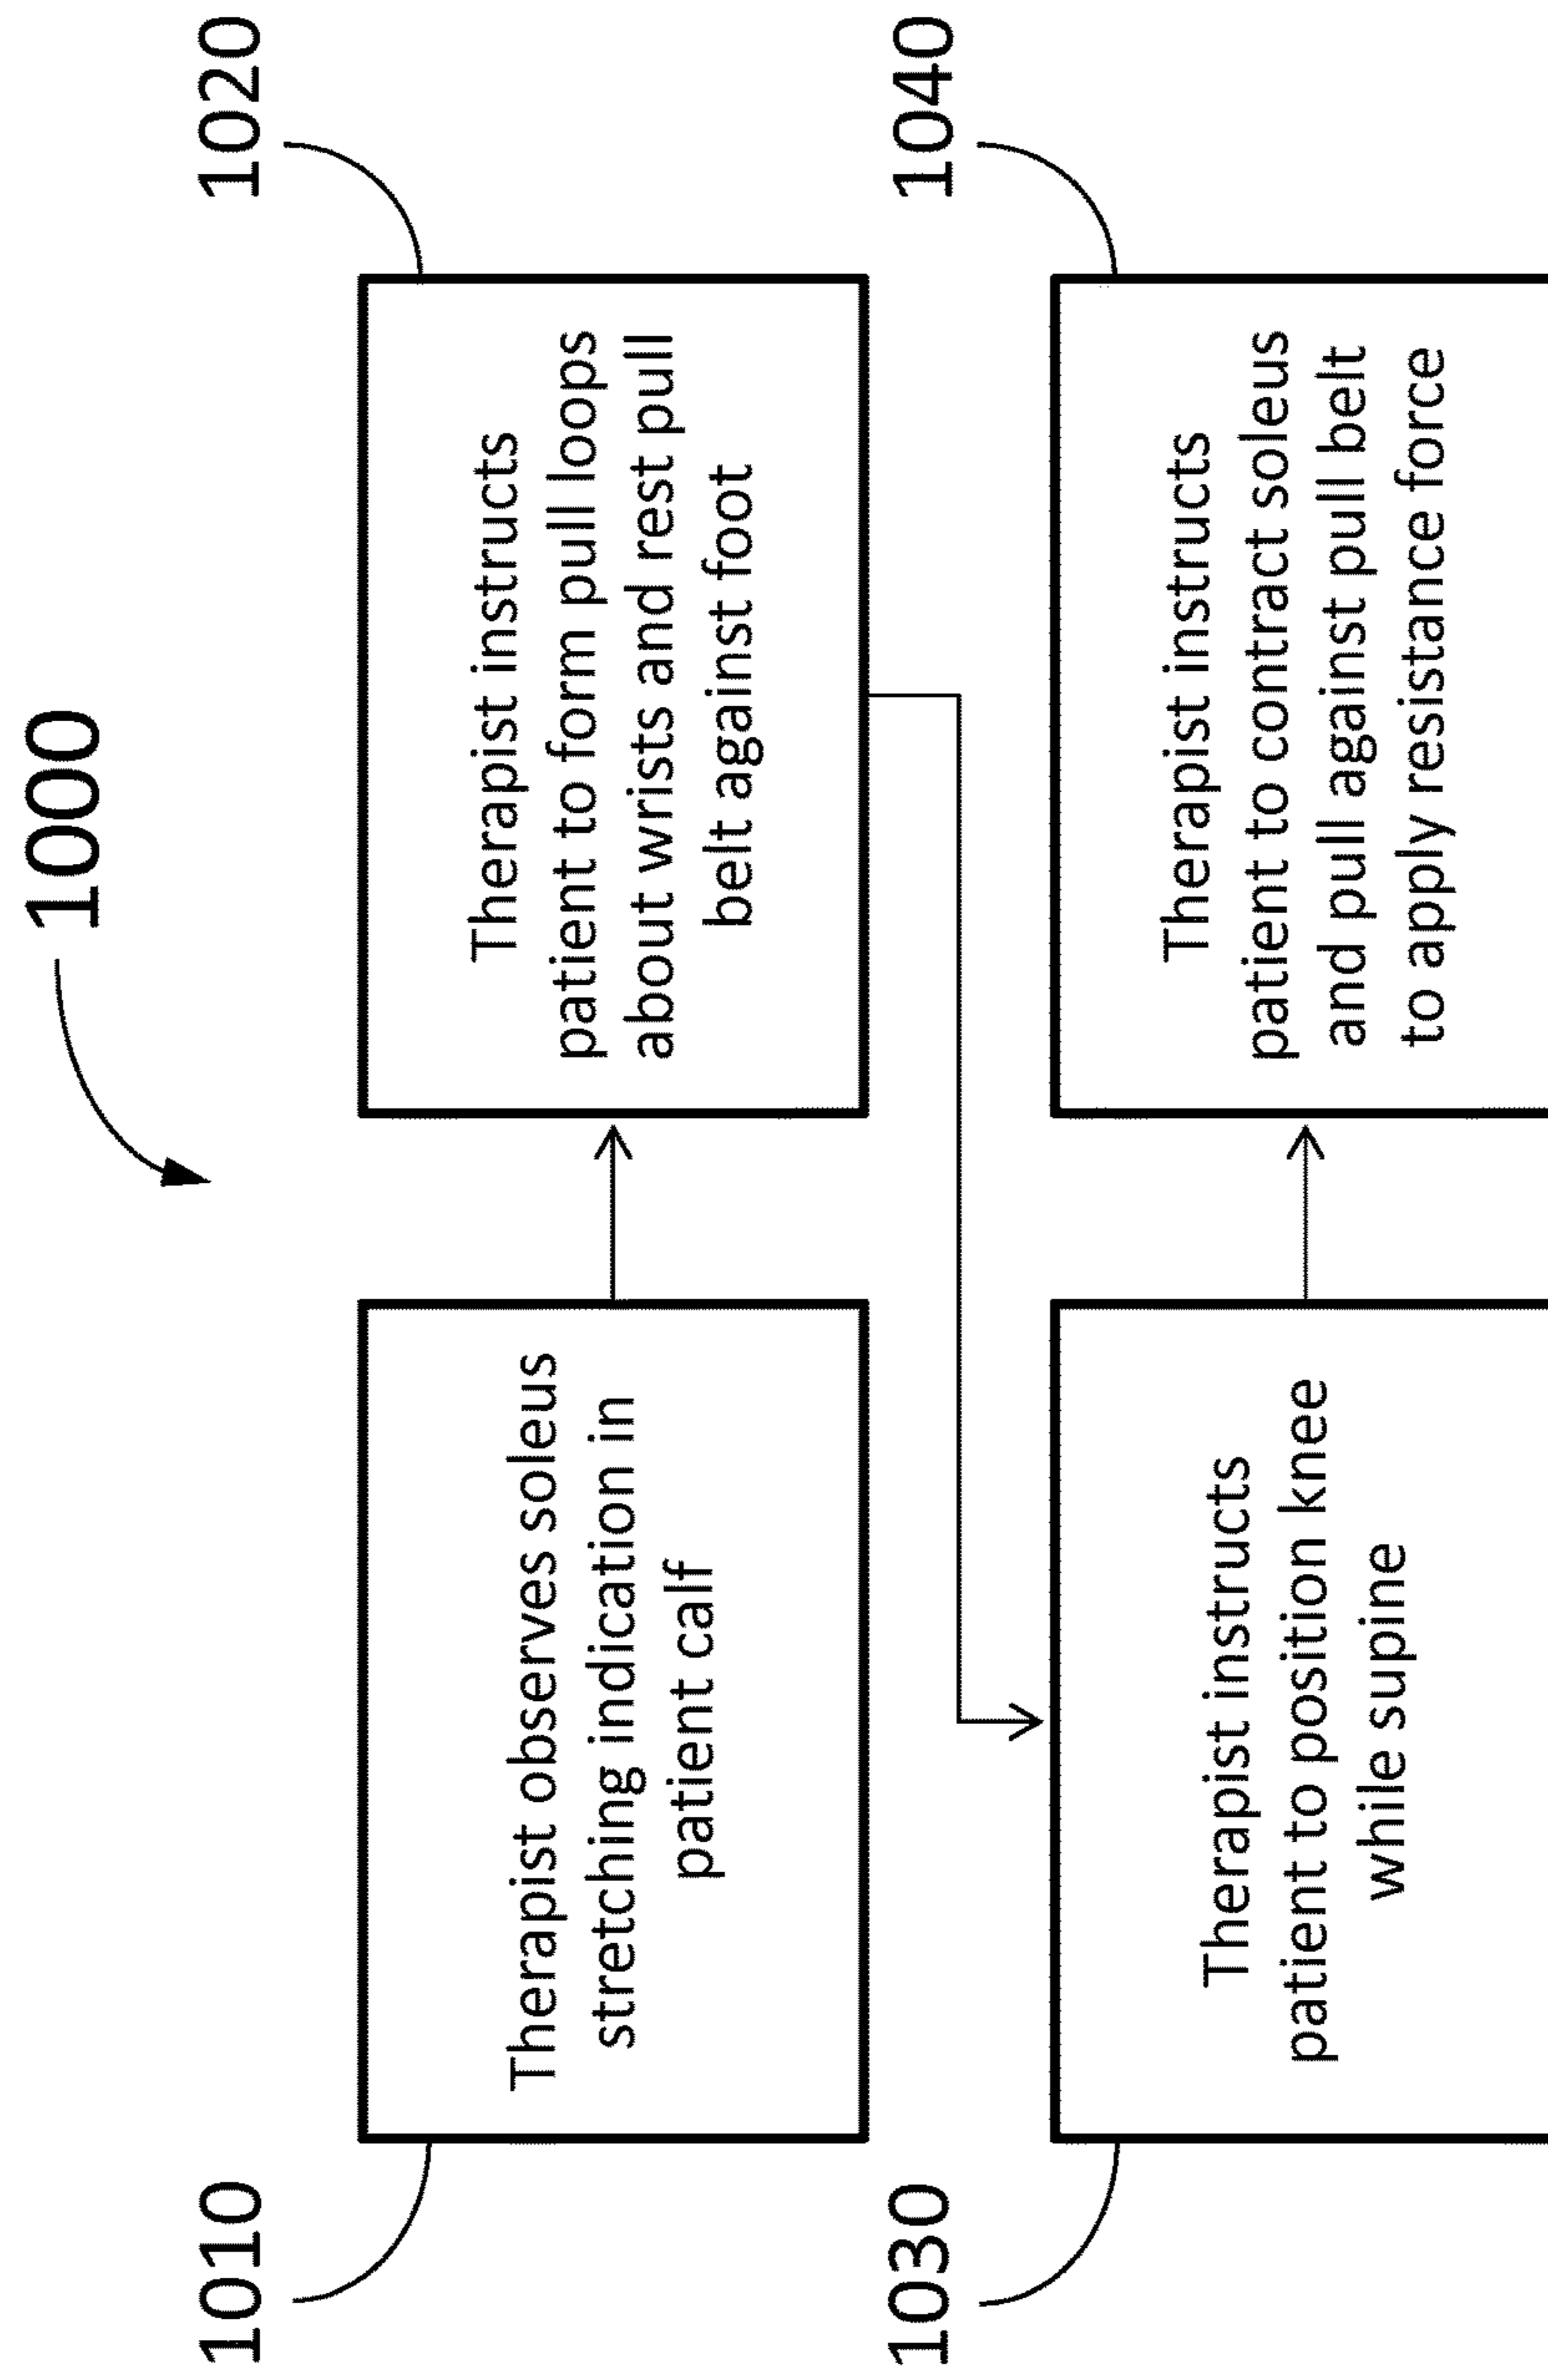 1000
1010
Therapist observes soleus
stretching indication in
patient calf
1020
Therapist instructs
patient to form pull loops
about wrists and rest pull
belt against foot
1030
Therapist instructs
patient to position knee
while supine
1040
Therapist instructs
patient to contract soleus
and pull against pull belt
to apply resistance force